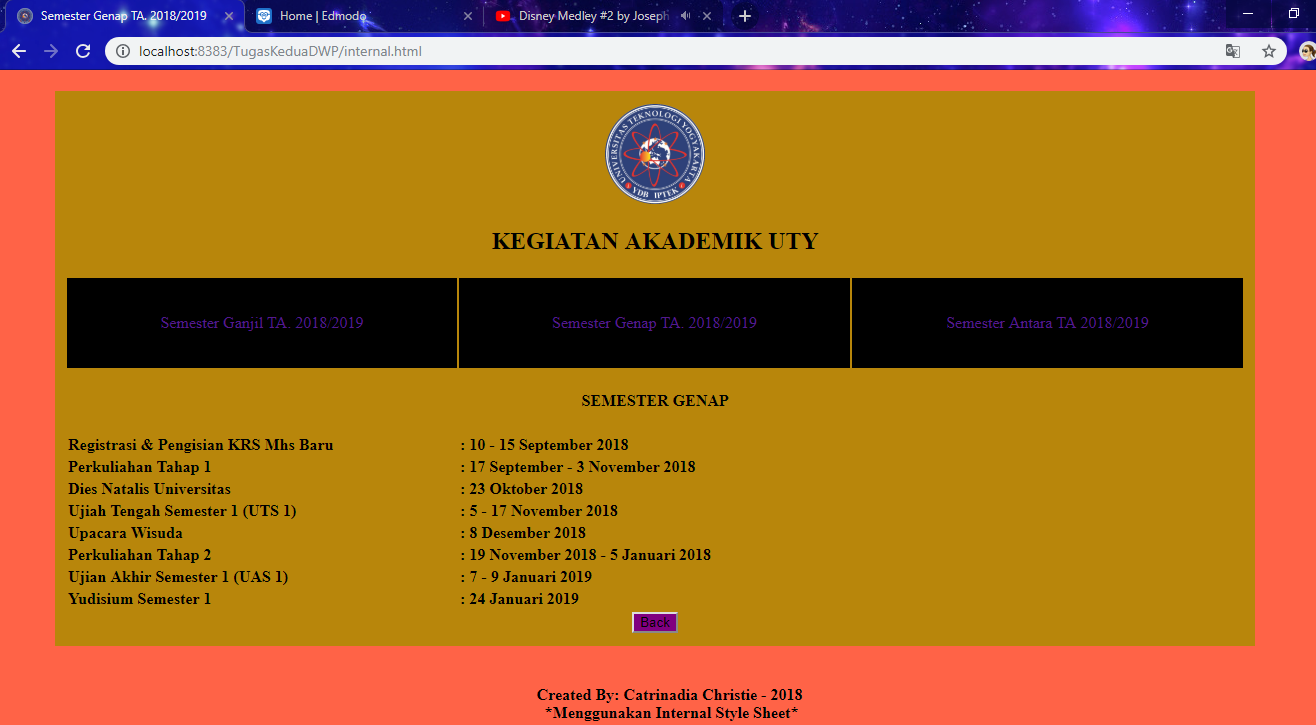 Semester Genap TA. 2018/2019
Home | Edmodo
Disney Medley #2 by Joseph
localhost:8383/TugasKeduaDWP/internal.html
UNIVERSITAS TEKNOLOGI YOGYAKARTA
YDB IPTEK
KEGIATAN AKADEMIK UTY
Semester Ganjil TA. 2018/2019
Semester Genap TA. 2018/2019
Semester Antara TA 2018/2019
SEMESTER GENAP
Registrasi & Pengisian KRS Mhs Baru : 10 - 15 September 2018
Perkuliahan Tahap 1 : 17 September - 3 November 2018
Dies Natalis Universitas : 23 Oktober 2018
Ujiah Tengah Semester 1 (UTS 1) : 5 - 17 November 2018
Upacara Wisuda : 8 Desember 2018
Perkuliahan Tahap 2 : 19 November 2018 - 5 Januari 2018
Ujian Akhir Semester 1 (UAS 1) : 7 - 9 Januari 2019
Yudisium Semester 1 : 24 Januari 2019
Back
Created By: Catrinadia Christie - 2018
*Menggunakan Internal Style Sheet*